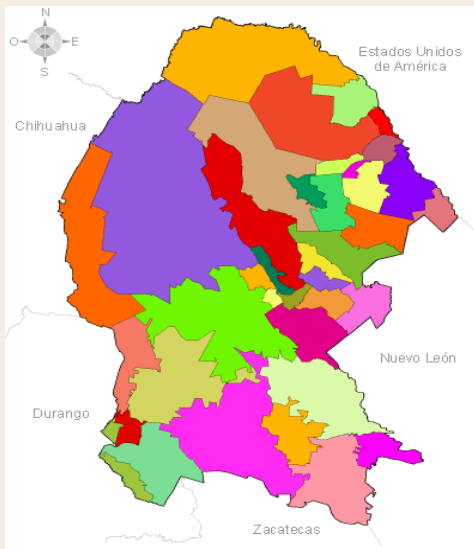 N
O
E
S
Estados Unidos
de América
Chihuahua
Nuevo León
Durango
Zacatecas